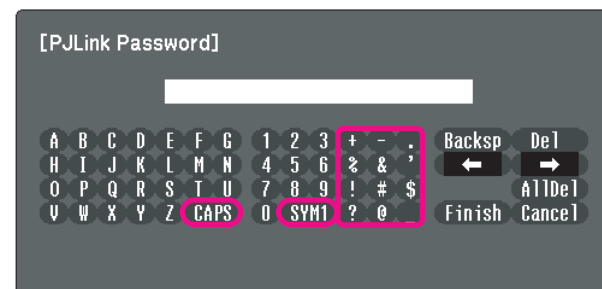 [PJLink Password]
A B C D E F G 1 2 3 + - . Backsp Del
H I J K L M N 4 5 6 % & ' ← →
O P Q R S T U 7 8 9 ! # $ AllDel
V W X Y Z CAPS 0 SYM1 ? @ _ Finish Cancel